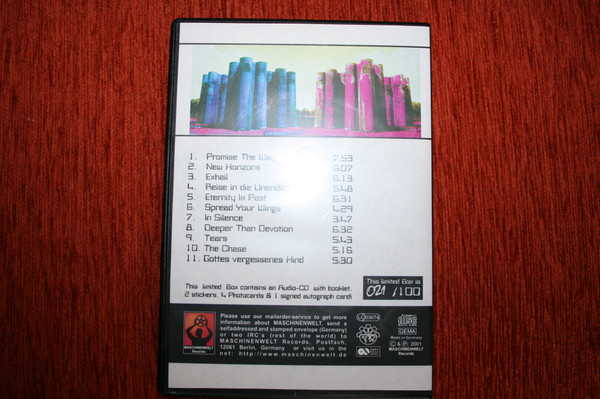 1. Promise The Way 7.53
2. New Horizons 6.07
3. Exhail 6.13
4. Reise in die Unendlich 5.48
5. Eternity Is Past 6.31
6. Spread Your Wings 4.29
7. In Silence 3.47
8. Deeper Than Devotion 6.32
9. Tears 5.43
10. The Chase 5.16
11. Gottes vergessenes Kind 5.30
This limited Box contains an Audio-CD with booklet,
2 stickers, 4 Photocards & 1 signed autograph card!
This limited Box is
021 /100
MASCHINENWELT
Records
Please use our mailorder-service to get more
information about MASCHINENWELT, send a
selfaddressed and stamped envelope (Germany)
or two IRC's (rest of the world) to
MASCHINENWELT Records, Postfach,
12061 Berlin, Germany or visit us in the
net: http://www.maschinenwelt.de
LC03074
GEMA
Made in Germany
© & ℗ 2001
MASCHINENWELT
Records